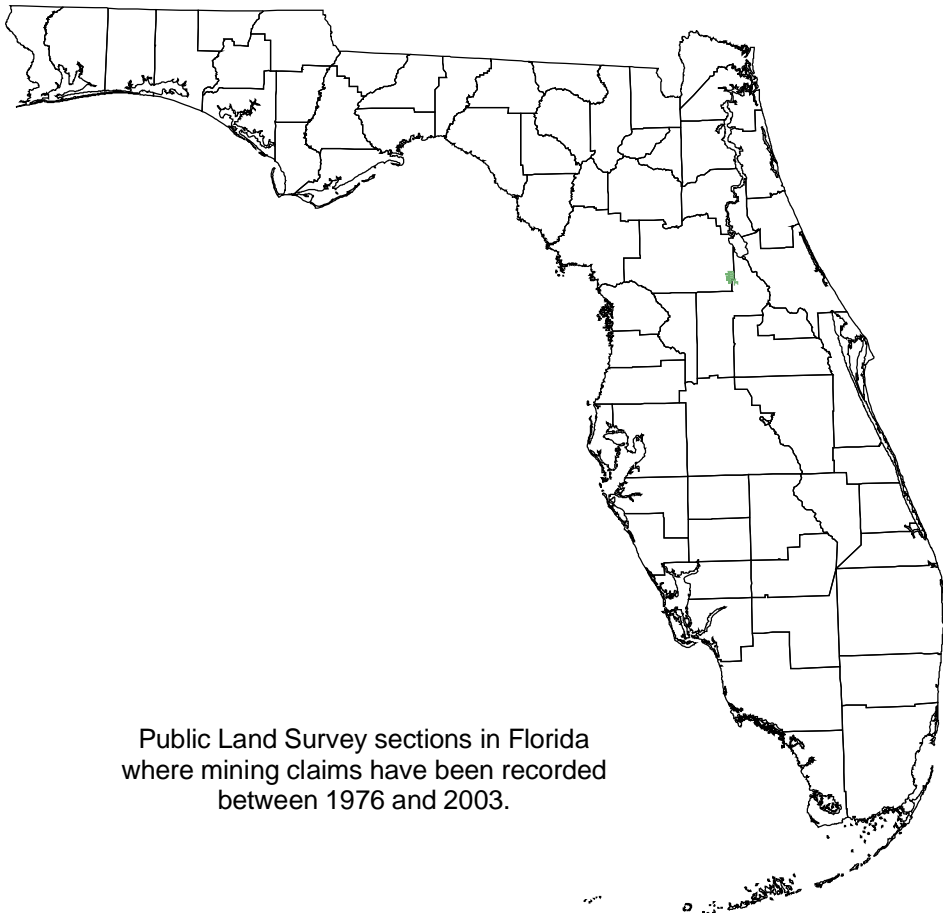 Public Land Survey sections in Florida
where mining claims have been recorded
between 1976 and 2003.